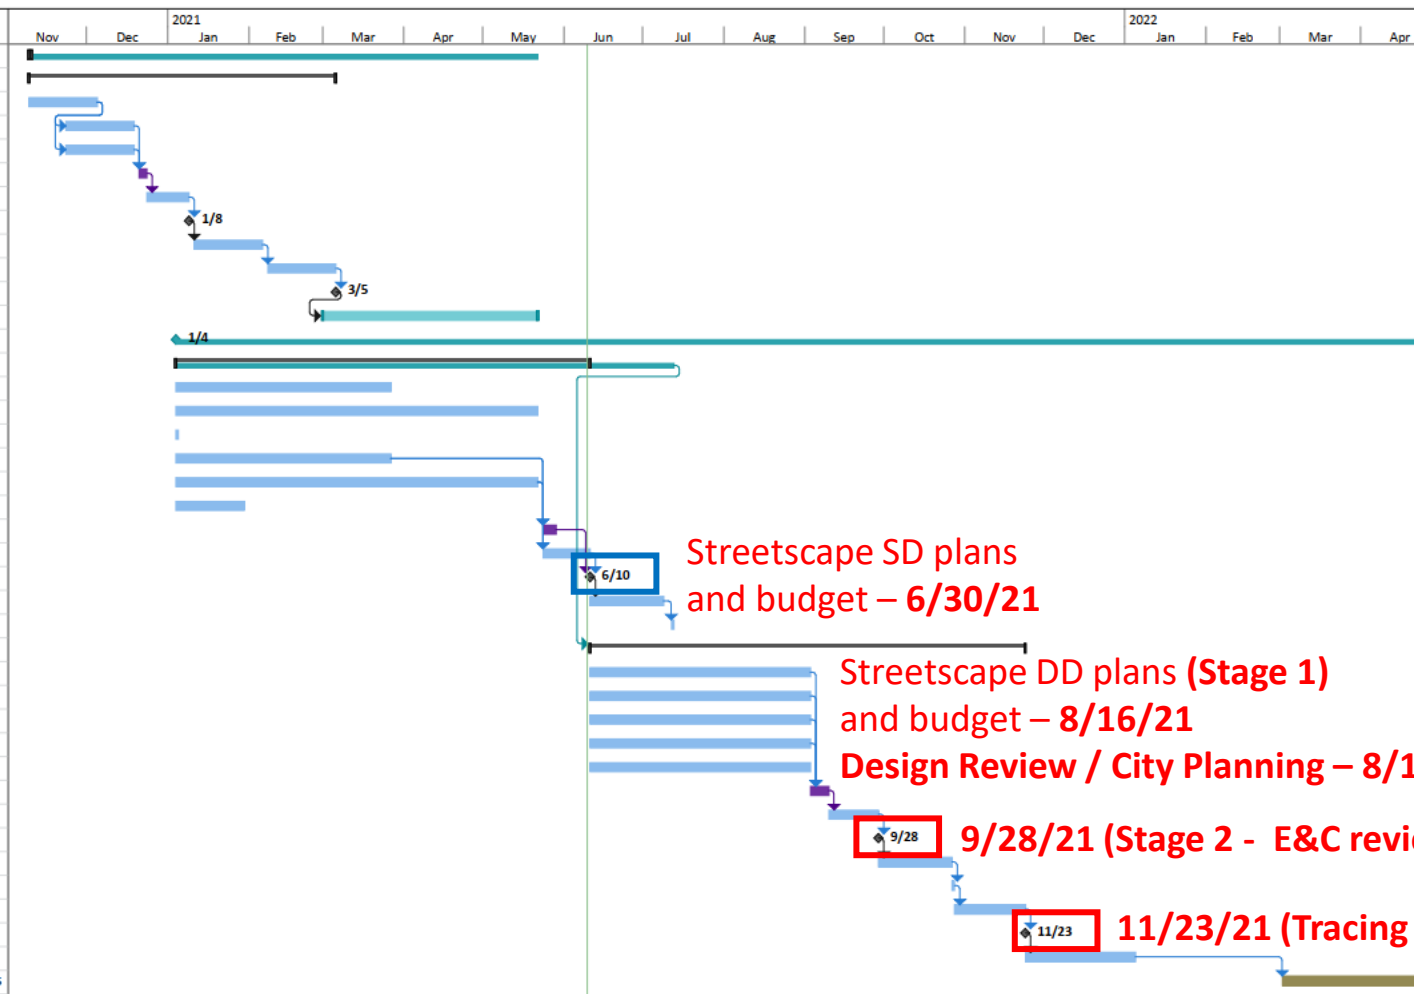 2021 2022
Nov Dec Jan Feb Mar Apr May Jun Jul Aug Sep Oct Nov Dec Jan Feb Mar Apr
1/8
3/5
1/4
Streetscape SD plans
6/10
and budget – 6/30/21
Streetscape DD plans (Stage 1)
and budget – 8/16/21
Design Review / City Planning – 8/1
9/28 9/28/21 (Stage 2 - E&C revie
11/23 11/23/21 (Tracing
s